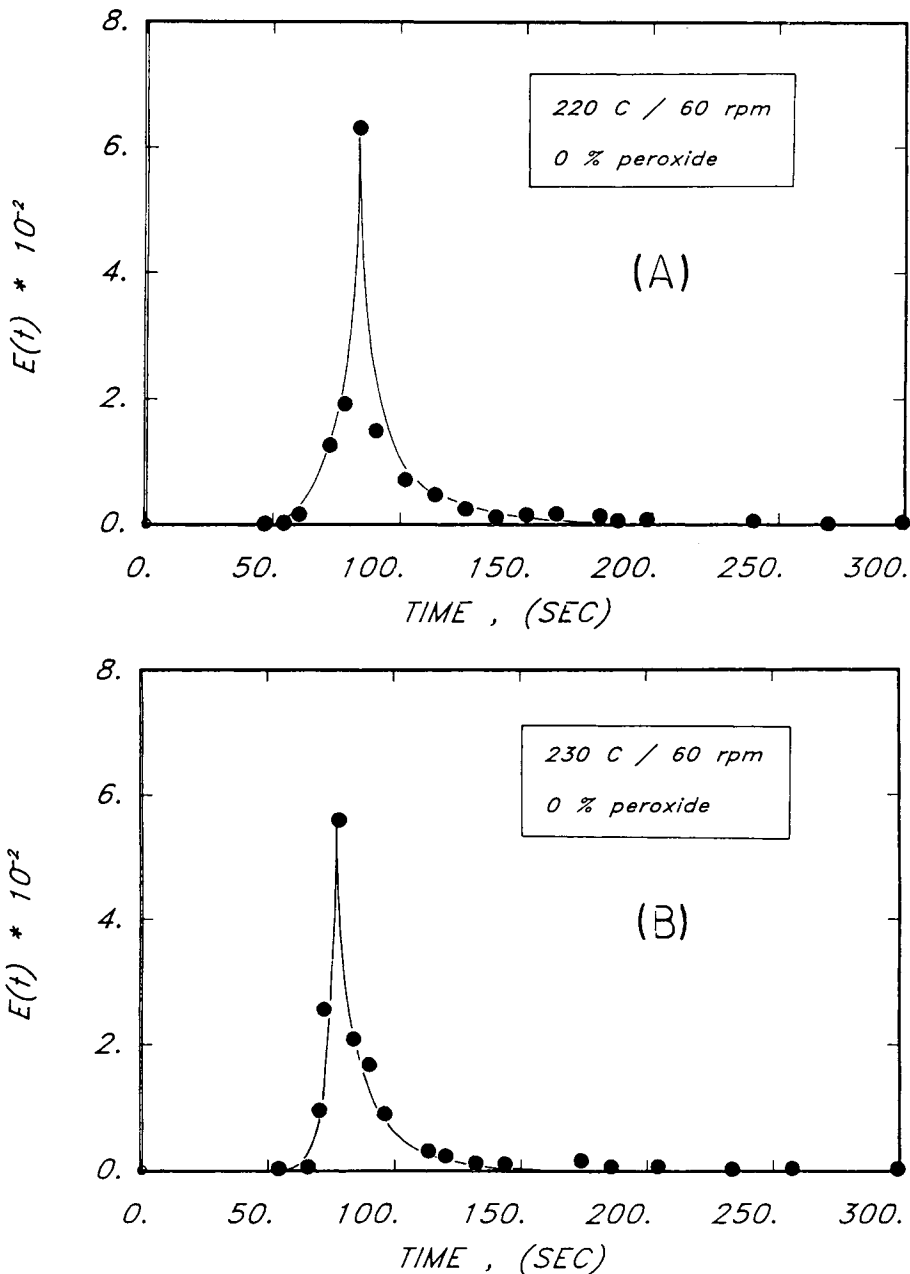 8.
6.
4.
2.
0.
E(t) * 10⁻²
220 C / 60 rpm
0 % peroxide
(A)
0. 50. 100. 150. 200. 250. 300.
TIME , (SEC)
8.
6.
4.
2.
0.
E(t) * 10⁻²
230 C / 60 rpm
0 % peroxide
(B)
0. 50. 100. 150. 200. 250. 300.
TIME , (SEC)